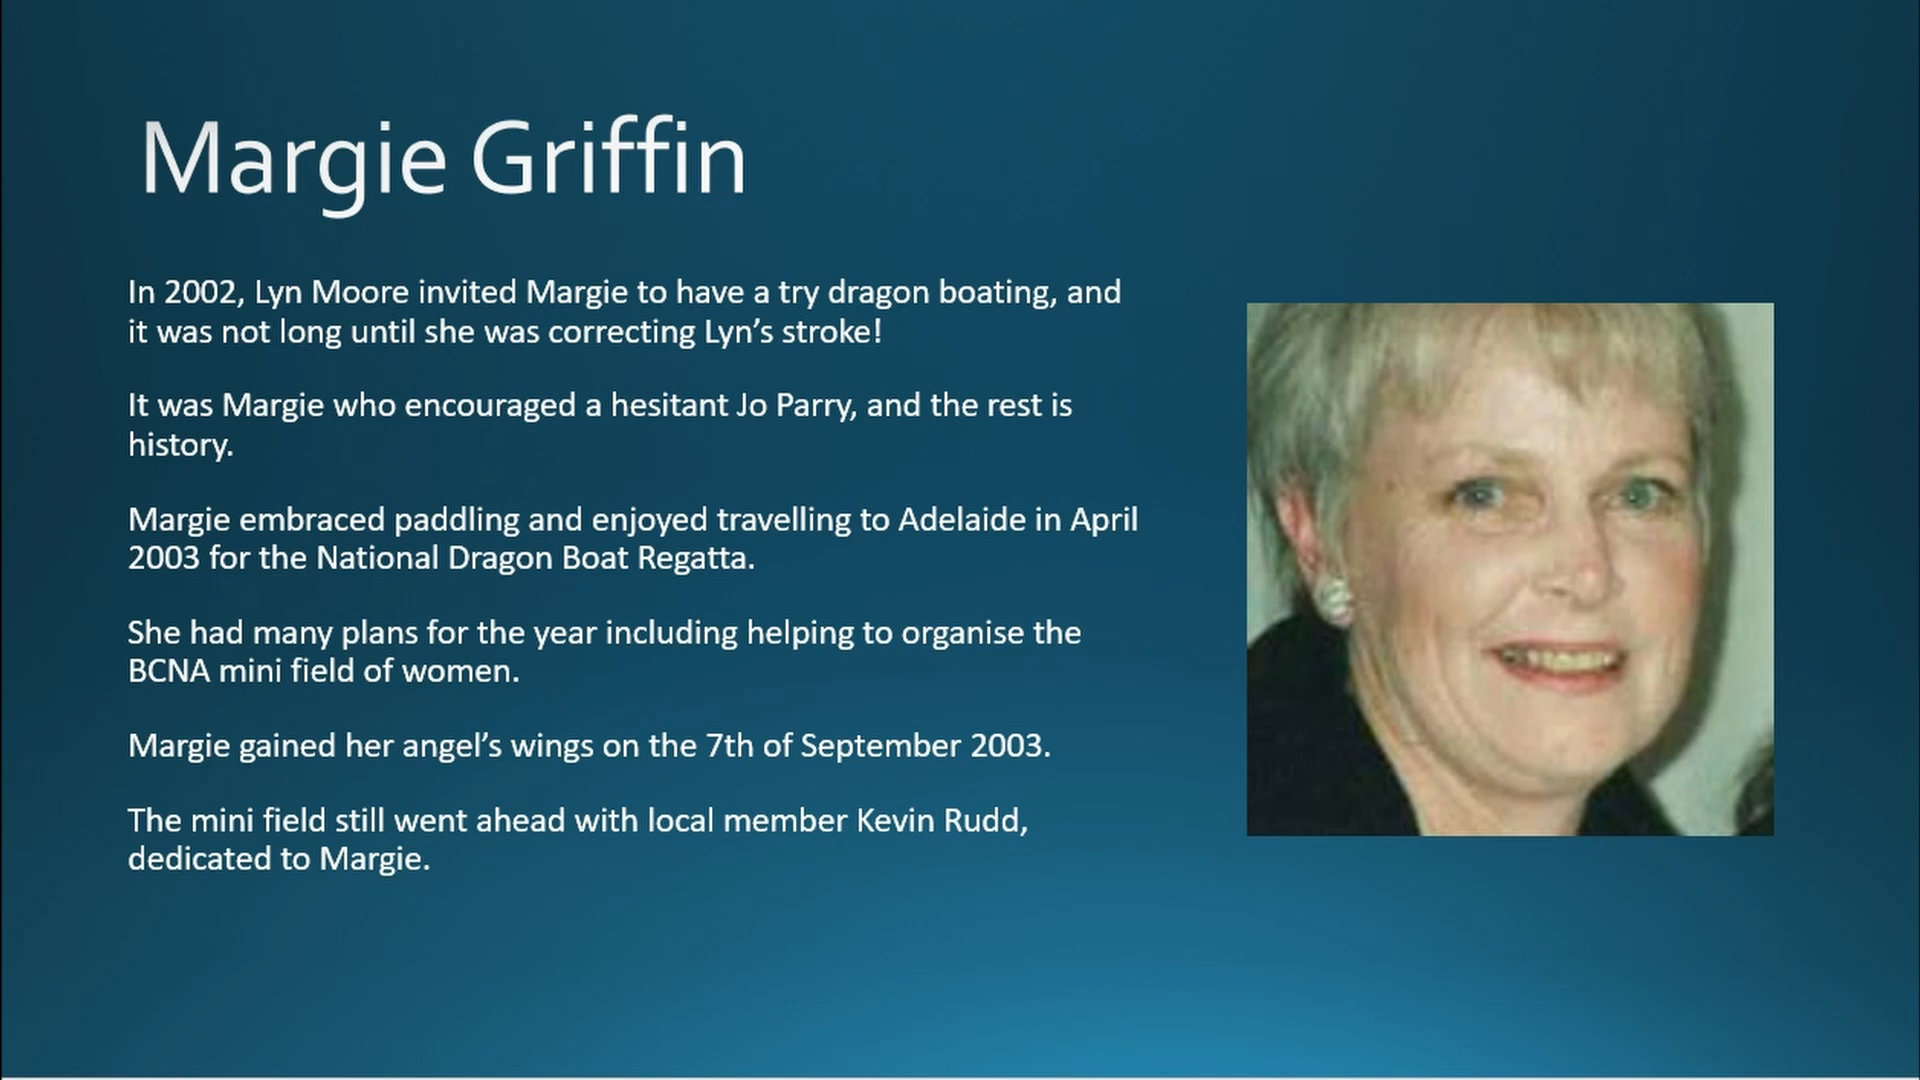 Margie Griffin
In 2002, Lyn Moore invited Margie to have a try dragon boating, and
it was not long until she was correcting Lyn’s stroke!
It was Margie who encouraged a hesitant Jo Parry, and the rest is
history.
Margie embraced paddling and enjoyed travelling to Adelaide in April
2003 for the National Dragon Boat Regatta.
She had many plans for the year including helping to organise the
BCNA mini field of women.
Margie gained her angel’s wings on the 7th of September 2003.
The mini field still went ahead with local member Kevin Rudd,
dedicated to Margie.